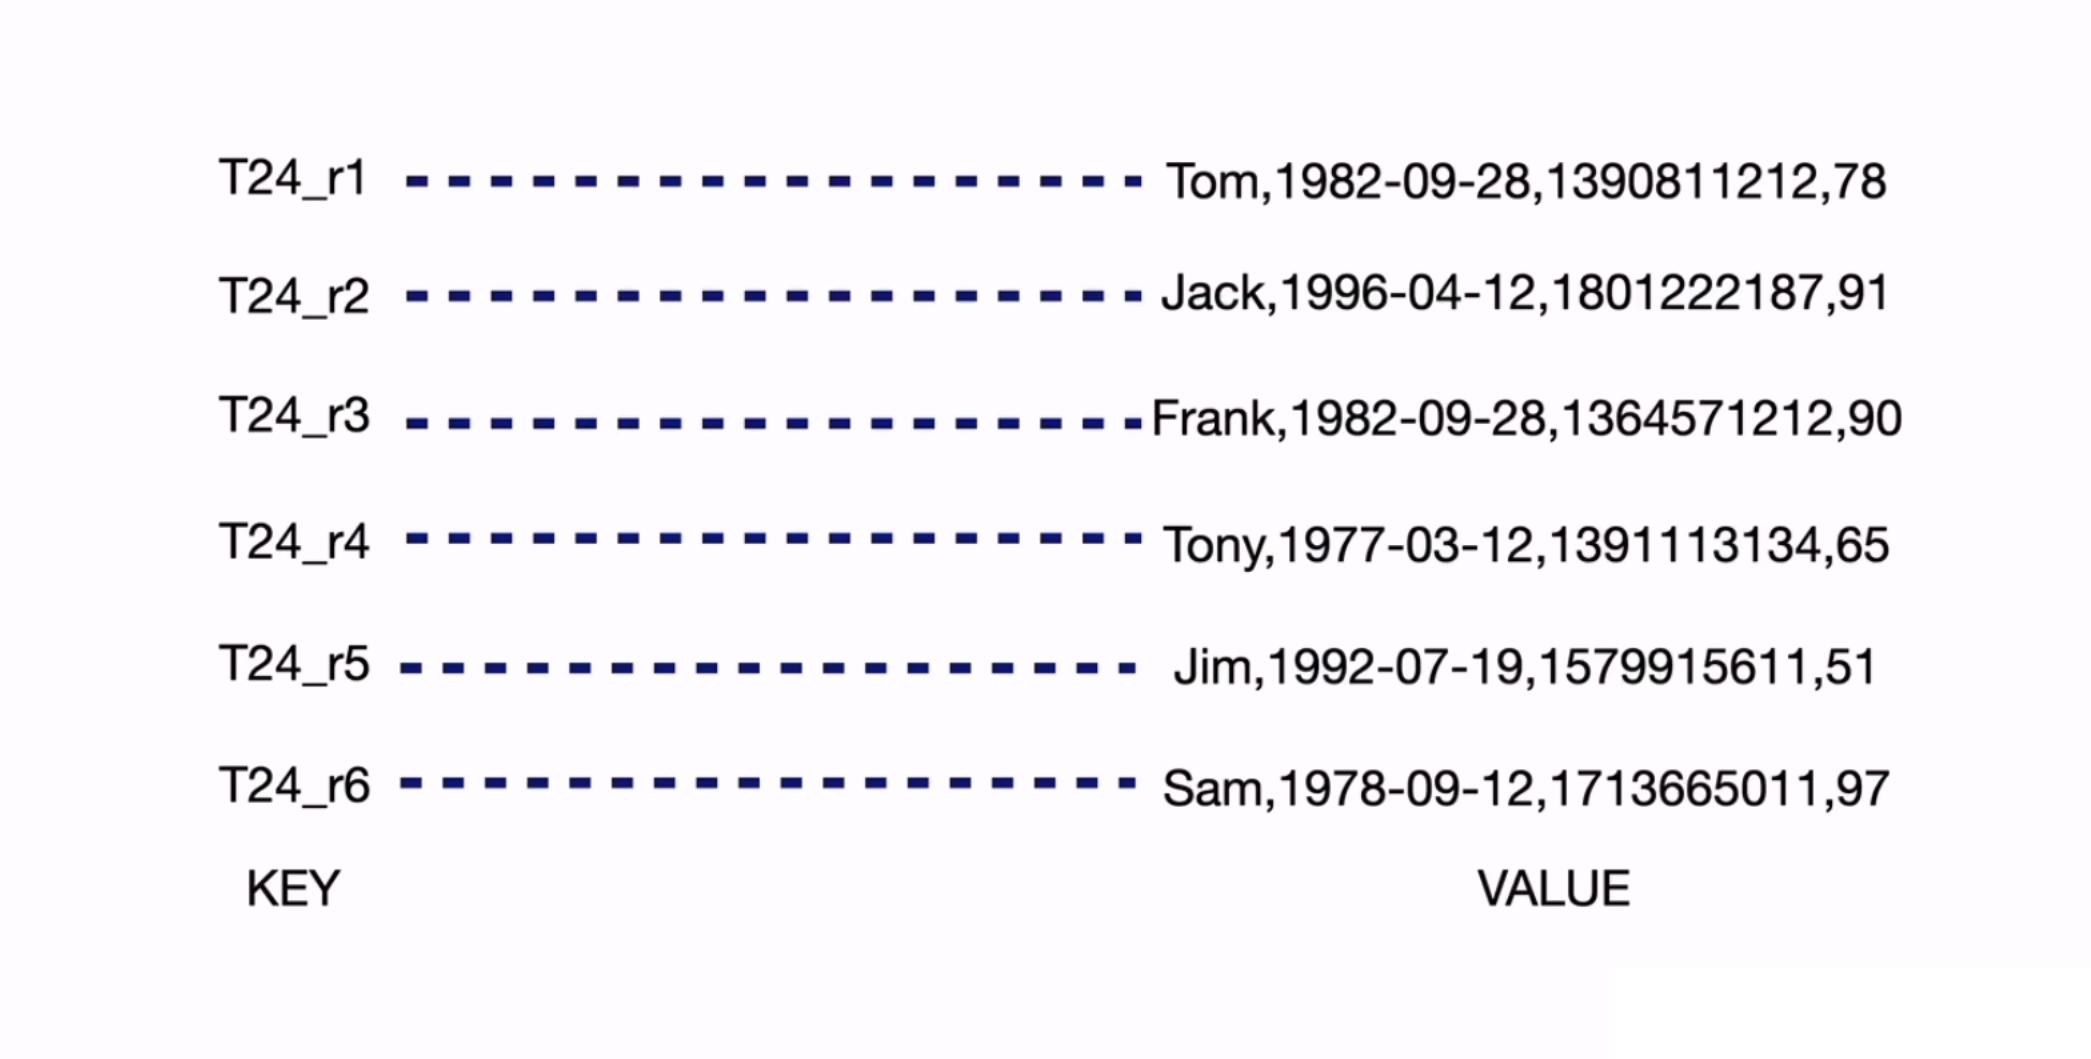 T24_r1 Tom,1982-09-28,1390811212,78
T24_r2 Jack,1996-04-12,1801222187,91
T24_r3 Frank,1982-09-28,1364571212,90
T24_r4 Tony,1977-03-12,1391113134,65
T24_r5 Jim,1992-07-19,1579915611,51
T24_r6 Sam,1978-09-12,1713665011,97
KEY VALUE